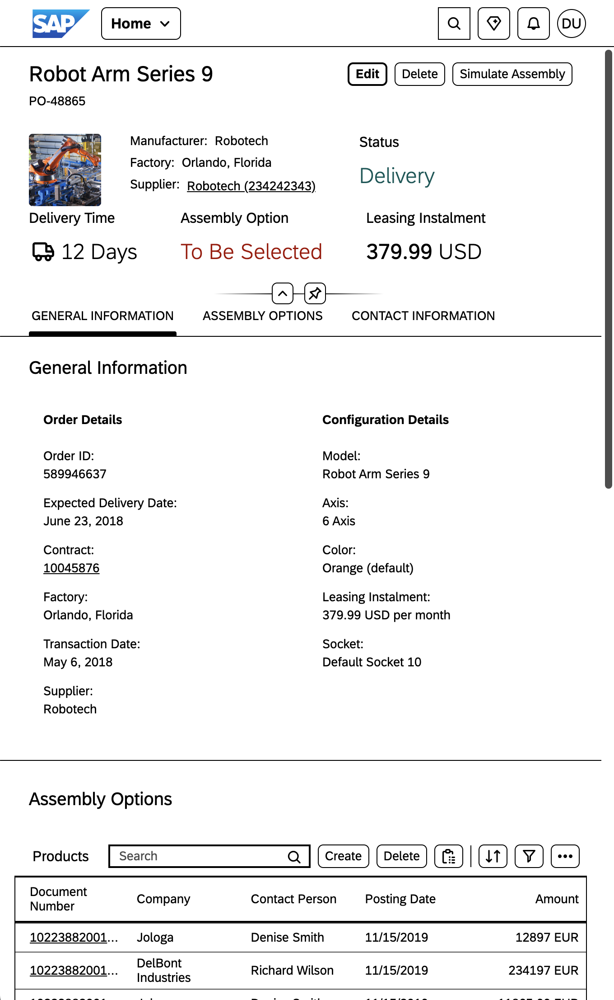 SAP Home DU
Robot Arm Series 9 Edit Delete Simulate Assembly
PO-48865
Manufacturer: Robotech
Factory: Orlando, Florida
Supplier: Robotech (234242343)
Status
Delivery
Delivery Time
12 Days
Assembly Option
To Be Selected
Leasing Instalment
379.99 USD
GENERAL INFORMATION ASSEMBLY OPTIONS CONTACT INFORMATION
General Information
Order Details
Order ID:
589946637
Expected Delivery Date:
June 23, 2018
Contract:
10045876
Factory:
Orlando, Florida
Transaction Date:
May 6, 2018
Supplier:
Robotech
Configuration Details
Model:
Robot Arm Series 9
Axis:
6 Axis
Color:
Orange (default)
Leasing Instalment:
379.99 USD per month
Socket:
Default Socket 10
Assembly Options
Products Search Create Delete
Document
Number
Company Contact Person Posting Date Amount
10223882001... Jologa Denise Smith 11/15/2019 12897 EUR
10223882001... DelBont
Industries
Richard Wilson 11/15/2019 234197 EUR